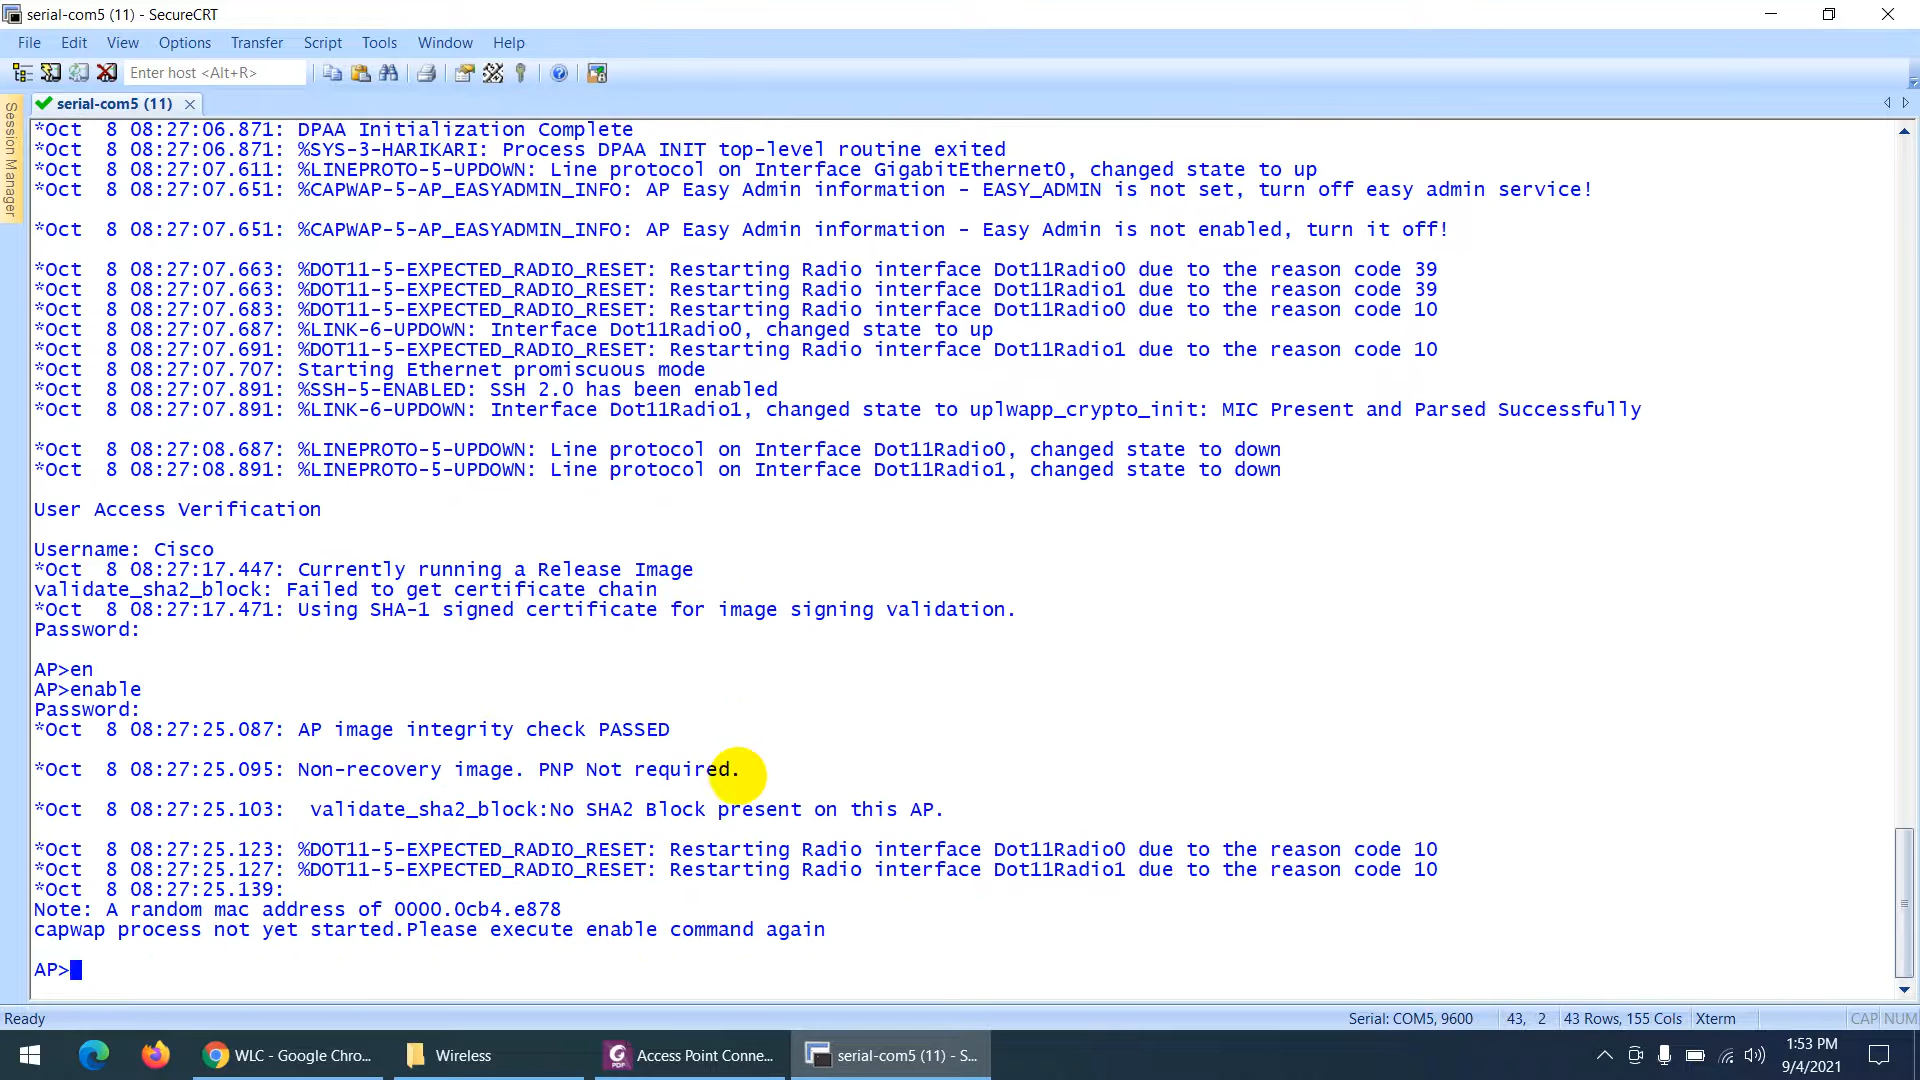 serial-com5 (11) - SecureCRT
File Edit View Options Transfer Script Tools Window Help
Enter host <Alt+R>
Session Manager
serial-com5 (11)
*Oct  8 08:27:06.871: DPAA Initialization Complete
*Oct  8 08:27:06.871: %SYS-3-HARIKARI: Process DPAA INIT top-level routine exited
*Oct  8 08:27:07.611: %LINEPROTO-5-UPDOWN: Line protocol on Interface GigabitEthernet0, changed state to up
*Oct  8 08:27:07.651: %CAPWAP-5-AP_EASYADMIN_INFO: AP Easy Admin information - EASY_ADMIN is not set, turn off easy admin service!
*Oct  8 08:27:07.651: %CAPWAP-5-AP_EASYADMIN_INFO: AP Easy Admin information - Easy Admin is not enabled, turn it off!
*Oct  8 08:27:07.663: %DOT11-5-EXPECTED_RADIO_RESET: Restarting Radio interface Dot11Radio0 due to the reason code 39
*Oct  8 08:27:07.663: %DOT11-5-EXPECTED_RADIO_RESET: Restarting Radio interface Dot11Radio1 due to the reason code 39
*Oct  8 08:27:07.683: %DOT11-5-EXPECTED_RADIO_RESET: Restarting Radio interface Dot11Radio0 due to the reason code 10
*Oct  8 08:27:07.687: %LINK-6-UPDOWN: Interface Dot11Radio0, changed state to up
*Oct  8 08:27:07.691: %DOT11-5-EXPECTED_RADIO_RESET: Restarting Radio interface Dot11Radio1 due to the reason code 10
*Oct  8 08:27:07.707: Starting Ethernet promiscuous mode
*Oct  8 08:27:07.891: %SSH-5-ENABLED: SSH 2.0 has been enabled
*Oct  8 08:27:07.891: %LINK-6-UPDOWN: Interface Dot11Radio1, changed state to uplwapp_crypto_init: MIC Present and Parsed Successfully
*Oct  8 08:27:08.687: %LINEPROTO-5-UPDOWN: Line protocol on Interface Dot11Radio0, changed state to down
*Oct  8 08:27:08.891: %LINEPROTO-5-UPDOWN: Line protocol on Interface Dot11Radio1, changed state to down
User Access Verification
Username: Cisco
*Oct  8 08:27:17.447: Currently running a Release Image
validate_sha2_block: Failed to get certificate chain
*Oct  8 08:27:17.471: Using SHA-1 signed certificate for image signing validation.
Password:
AP>en
AP>enable
Password:
*Oct  8 08:27:25.087: AP image integrity check PASSED
*Oct  8 08:27:25.095: Non-recovery image. PNP Not required.
*Oct  8 08:27:25.103:  validate_sha2_block:No SHA2 Block present on this AP.
*Oct  8 08:27:25.123: %DOT11-5-EXPECTED_RADIO_RESET: Restarting Radio interface Dot11Radio0 due to the reason code 10
*Oct  8 08:27:25.127: %DOT11-5-EXPECTED_RADIO_RESET: Restarting Radio interface Dot11Radio1 due to the reason code 10
*Oct  8 08:27:25.139:
Note: A random mac address of 0000.0cb4.e878
capwap process not yet started.Please execute enable command again
AP>
Ready Serial: COM5, 9600 43, 2 43 Rows, 155 Cols Xterm CAP NUM
WLC - Google Chro... Wireless Access Point Conne... serial-com5 (11) - S... 1:53 PM
9/4/2021